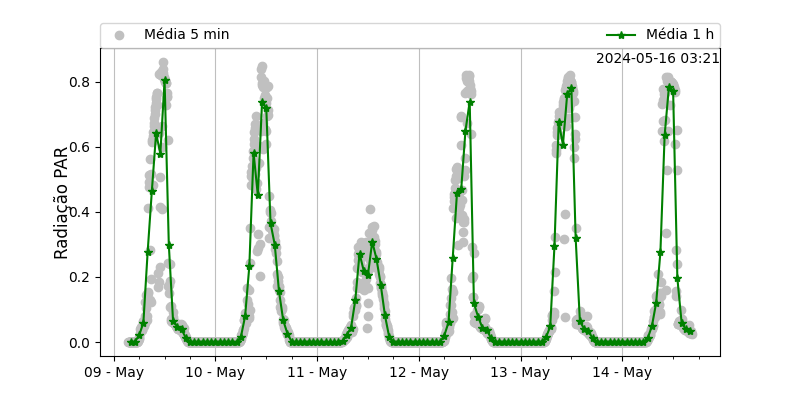 Média 5 min
Média 1 h
2024-05-16 03:21
Radiação PAR
0.8
0.6
0.4
0.2
0.0
09 - May
10 - May
11 - May
12 - May
13 - May
14 - May